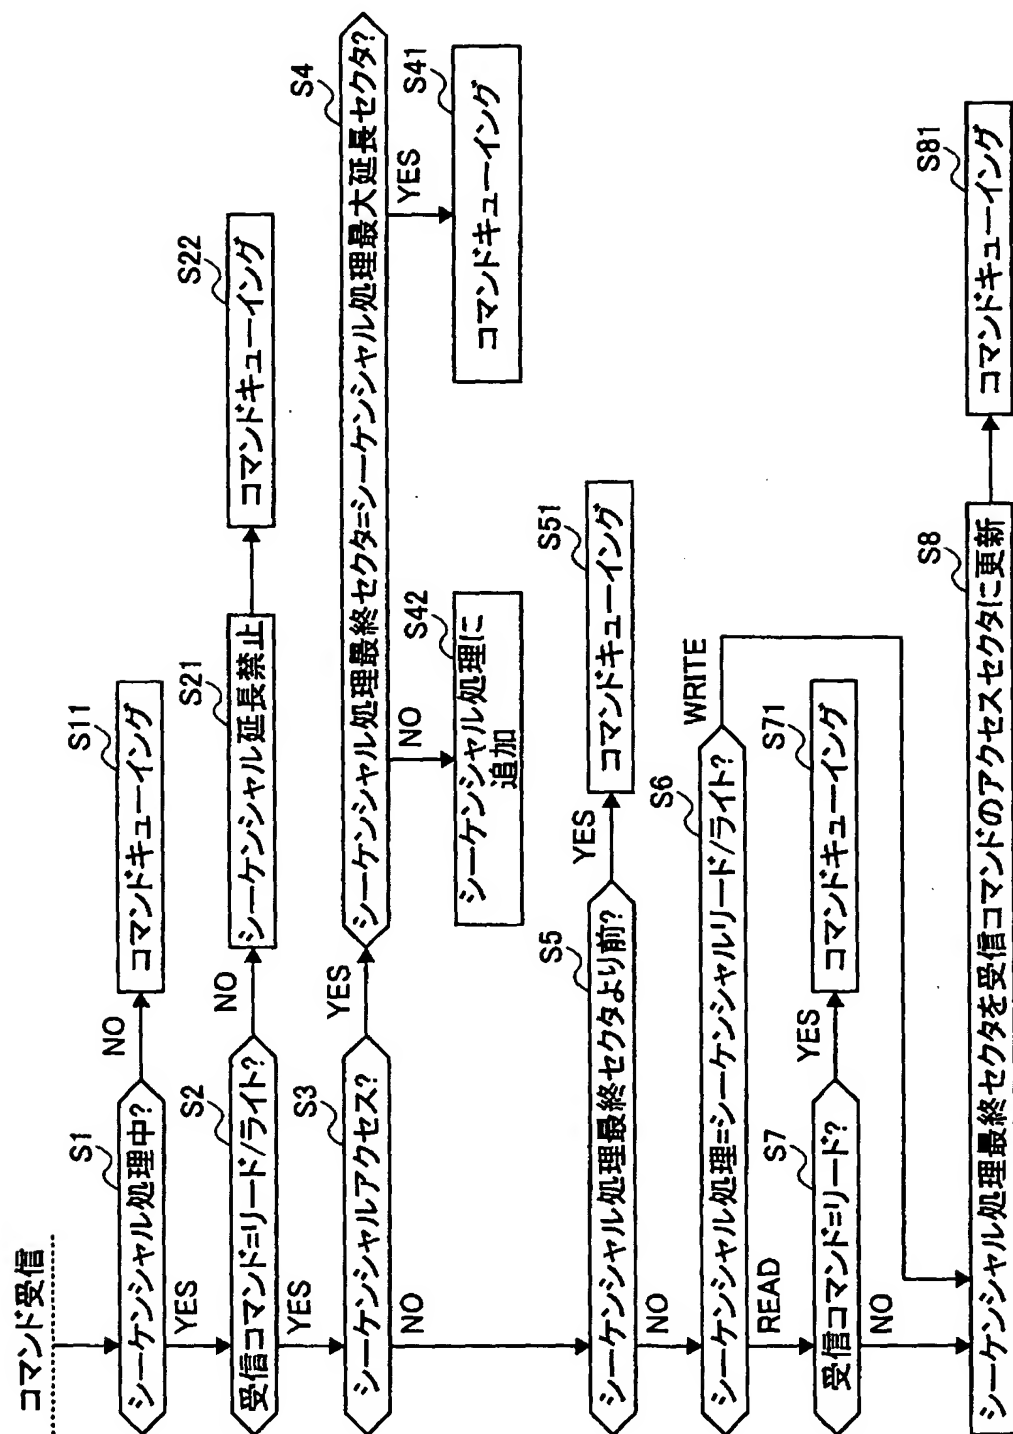 コマンド受信
S1
シーケンシャル処理中?
NO
S11
コマンドキューイング
YES
S2
受信コマンド=リード/ライト?
NO
S21
シーケンシャル延長禁止
S22
コマンドキューイング
YES
S3
シーケンシャルアクセス?
YES
S4
シーケンシャル処理最終セクタ=シーケンシャル処理最大延長セクタ?
YES
S41
コマンドキューイング
NO
S42
シーケンシャル処理に
追加
NO
S5
シーケンシャル処理最終セクタより前?
YES
S51
コマンドキューイング
NO
S6
シーケンシャル処理=シーケンシャルリード/ライト?
WRITE
READ
S7
受信コマンド=リード?
YES
S71
コマンドキューイング
NO
S8
シーケンシャル処理最終セクタを受信コマンドのアクセスセクタに更新
S81
コマンドキューイング